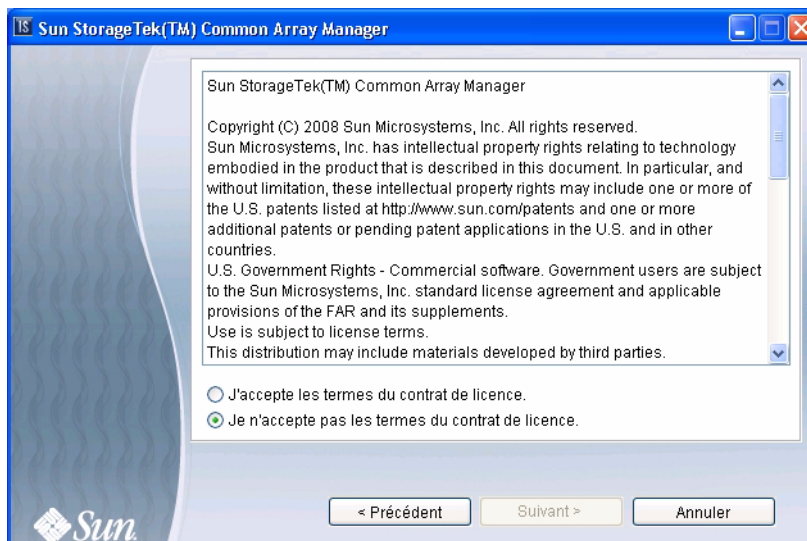 Sun StorageTek(TM) Common Array Manager
Sun StorageTek(TM) Common Array Manager
Copyright (C) 2008 Sun Microsystems, Inc. All rights reserved.
Sun Microsystems, Inc. has intellectual property rights relating to technology
embodied in the product that is described in this document. In particular, and
without limitation, these intellectual property rights may include one or more of
the U.S. patents listed at http://www.sun.com/patents and one or more
additional patents or pending patent applications in the U.S. and in other
countries.
U.S. Government Rights - Commercial software. Government users are subject
to the Sun Microsystems, Inc. standard license agreement and applicable
provisions of the FAR and its supplements.
Use is subject to license terms.
This distribution may include materials developed by third parties.
J'accepte les termes du contrat de licence.
Je n'accepte pas les termes du contrat de licence.
< Précédent
Suivant >
Annuler
Sun